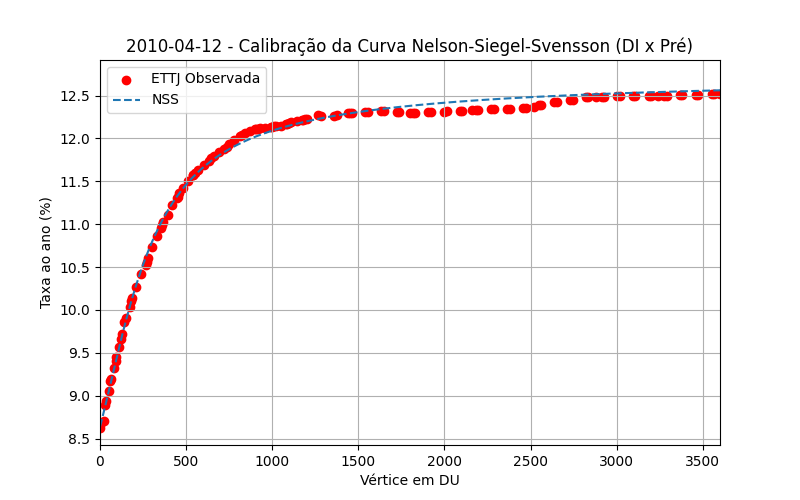 2010-04-12 - Calibração da Curva Nelson-Siegel-Svensson (DI x Pré)
ETTJ Observada
NSS
Taxa ao ano (%)
12.5
12.0
11.5
11.0
10.5
10.0
9.5
9.0
8.5
0 500 1000 1500 2000 2500 3000 3500
Vértice em DU